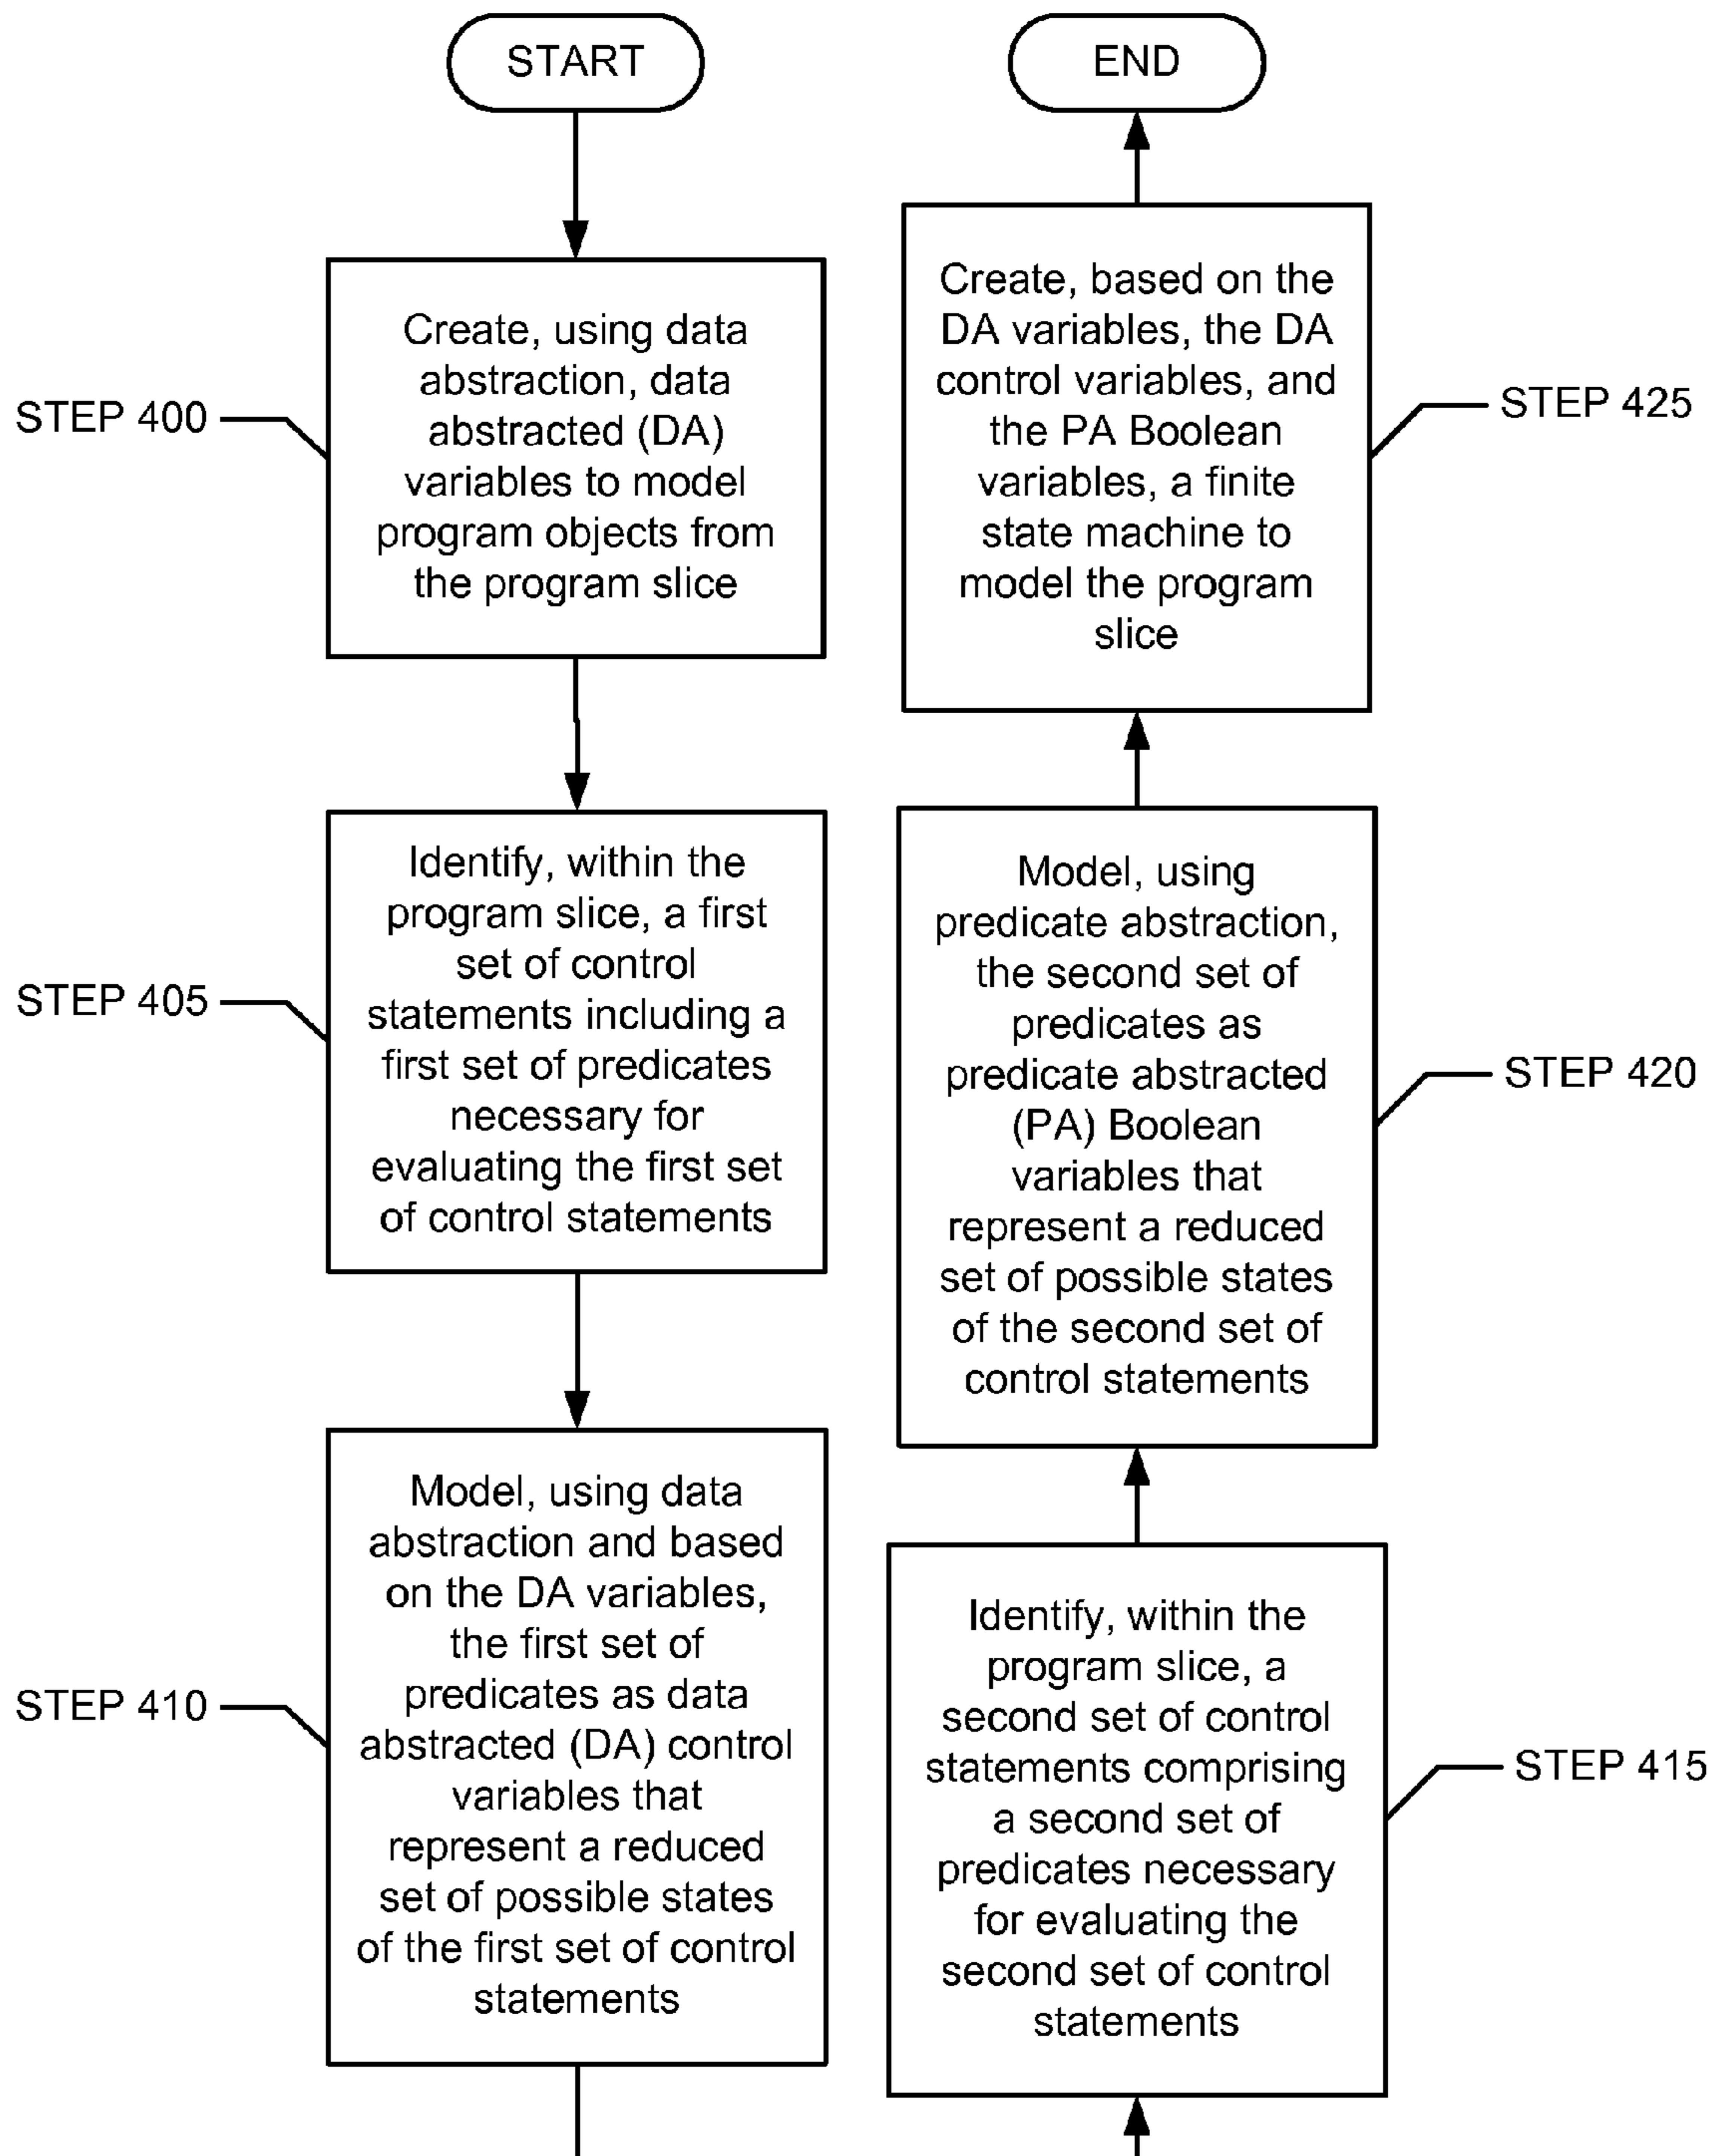 START
STEP 400
Create, using data
abstraction, data
abstracted (DA)
variables to model
program objects from
the program slice
STEP 405
Identify, within the
program slice, a first
set of control
statements including a
first set of predicates
necessary for
evaluating the first set
of control statements
STEP 410
Model, using data
abstraction and based
on the DA variables,
the first set of
predicates as data
abstracted (DA) control
variables that
represent a reduced
set of possible states
of the first set of control
statements
Identify, within the
program slice, a
second set of control
statements comprising
a second set of
predicates necessary
for evaluating the
second set of control
statements
STEP 415
Model, using
predicate abstraction,
the second set of
predicates as
predicate abstracted
(PA) Boolean
variables that
represent a reduced
set of possible states
of the second set of
control statements
STEP 420
Create, based on the
DA variables, the DA
control variables, and
the PA Boolean
variables, a finite
state machine to
model the program
slice
STEP 425
END